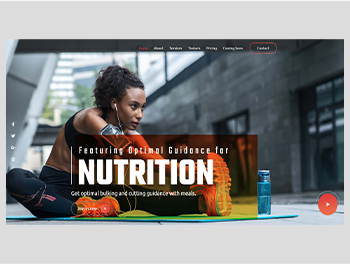 Home About Services Trainers Pricing Coming Soon Contact
Featuring Optimal Guidance for
NUTRITION
Get optimal bulking and cutting guidance with meals.